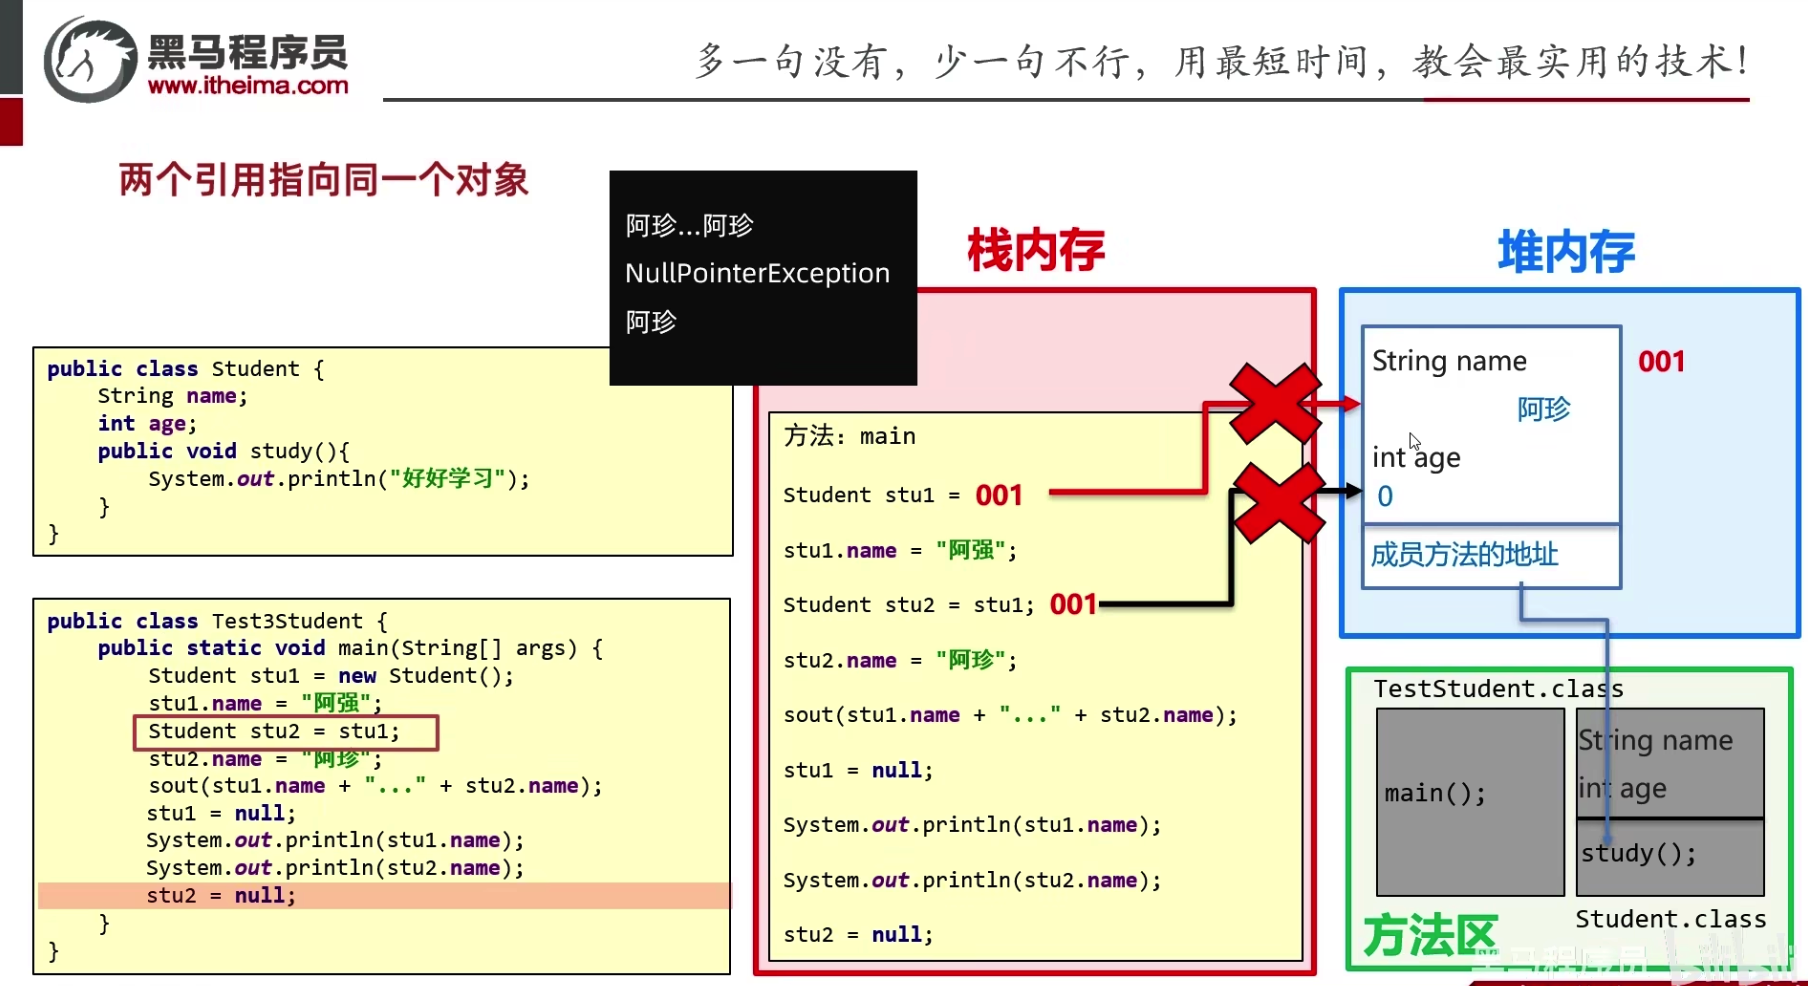 黑马程序员
www.itheima.com
多一句没有，少一句不行，用最短时间，教会最实用的技术！
两个引用指向同一个对象
阿珍...阿珍
NullPointerException
阿珍
public class Student {
String name;
int age;
public void study(){
System.out.println("好好学习");
}
}
public class Test3Student {
public static void main(String[] args) {
Student stu1 = new Student();
stu1.name = "阿强";
Student stu2 = stu1;
stu2.name = "阿珍";
sout(stu1.name + "..." + stu2.name);
stu1 = null;
System.out.println(stu1.name);
System.out.println(stu2.name);
stu2 = null;
}
}
栈内存
方法：main
Student stu1 = 001
stu1.name = "阿强";
Student stu2 = stu1; 001
stu2.name = "阿珍";
sout(stu1.name + "..." + stu2.name);
stu1 = null;
System.out.println(stu1.name);
System.out.println(stu2.name);
stu2 = null;
堆内存
String name
001
阿珍
int age
0
成员方法的地址
TestStudent.class
main();
String name
int age
study();
Student.class
方法区
黑马程序员
bilibili